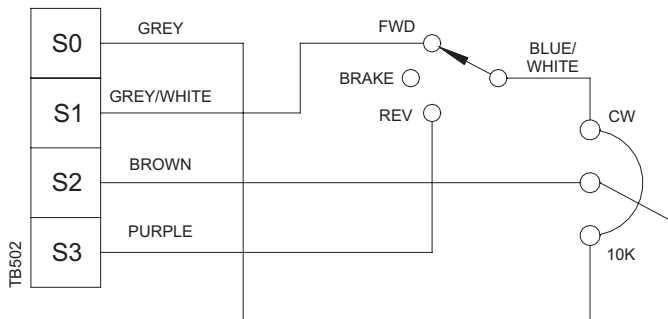 S0
GREY
FWD
BLUE/
WHITE
BRAKE
S1
GREY/WHITE
REV
CW
S2
BROWN
S3
PURPLE
10K
TB502